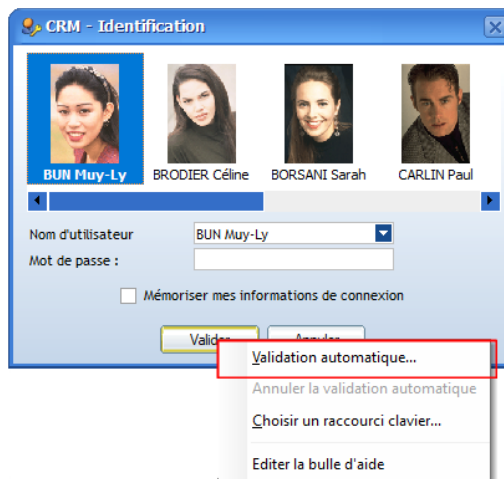 CRM - Identification
BUN Muy-Ly
BRODIER Céline
BORSANI Sarah
CARLIN Paul
Nom d'utilisateur
BUN Muy-Ly
Mot de passe :
Mémoriser mes informations de connexion
Valider
Annuler
Validation automatique...
Annuler la validation automatique
Choisir un raccourci clavier...
Editer la bulle d'aide